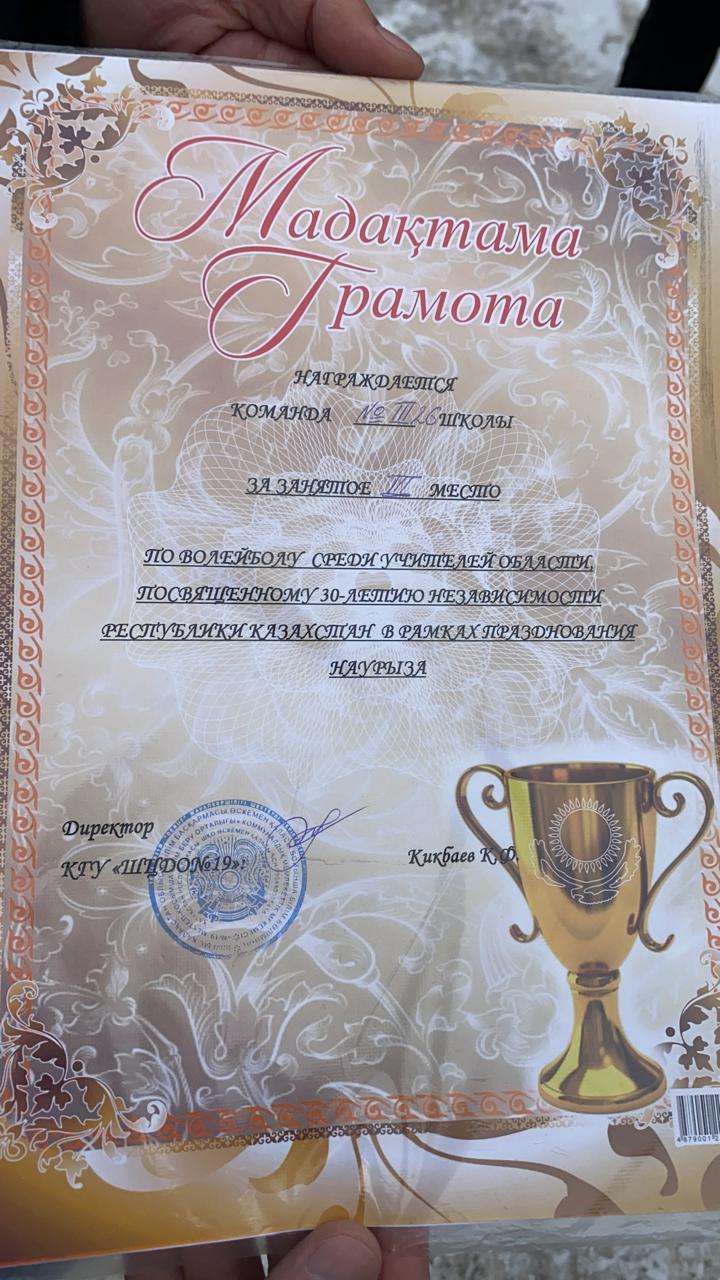 Мадақтама
Грамота
НАГРАЖДАЕТСЯ
КОМАНДА № 26 ШКОЛЫ
ЗА ЗАНЯТОЕ III МЕСТО
ПО ВОЛЕЙБОЛУ СРЕДИ УЧИТЕЛЕЙ ОБЛАСТИ,
ПОСВЯЩЕННОМУ 30-ЛЕТИЮ НЕЗАВИСИМОСТИ
РЕСПУБЛИКИ КАЗАХСТАН В РАМКАХ ПРАЗДНОВАНИЯ
НАУРЫЗА
Директор
КГУ «ШЦДО№19»: Кикбаев К.Ф.